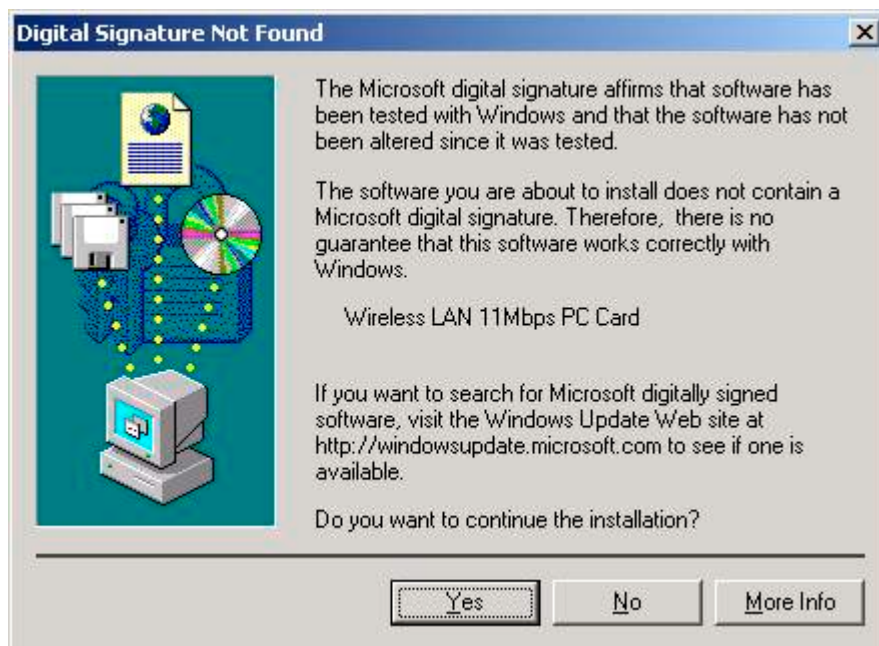 Digital Signature Not Found
The Microsoft digital signature affirms that software has
been tested with Windows and that the software has not
been altered since it was tested.
The software you are about to install does not contain a
Microsoft digital signature. Therefore,  there is no
guarantee that this software works correctly with
Windows.
Wireless LAN 11Mbps PC Card
If you want to search for Microsoft digitally signed
software, visit the Windows Update Web site at
http://windowsupdate.microsoft.com to see if one is
available.
Do you want to continue the installation?
Yes No More Info